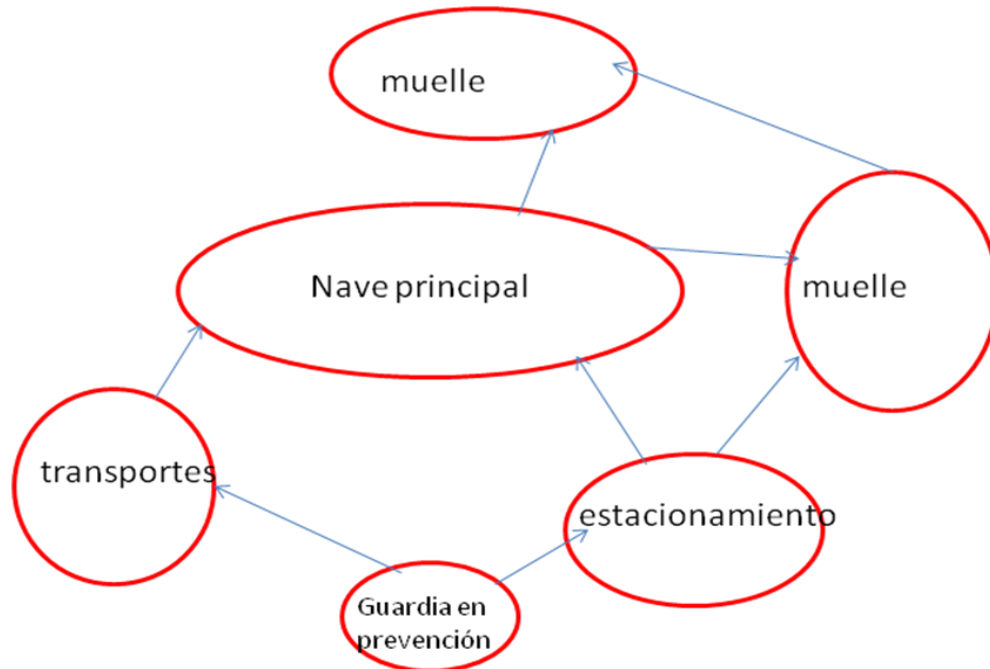 muelle
Nave principal
muelle
transportes
estacionamiento
Guardia en
prevención